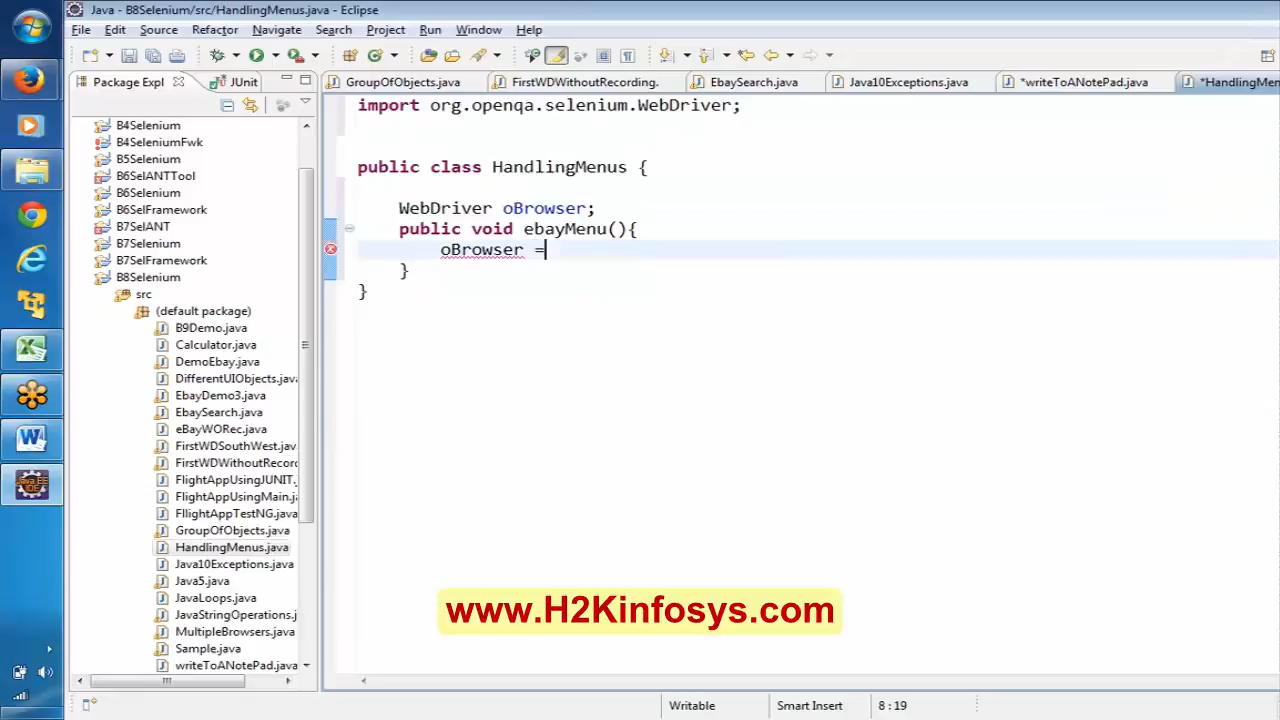 Java - B8Selenium/src/HandlingMenus.java - Eclipse
File Edit Source Refactor Navigate Search Project Run Window Help
Package Expl JUnit GroupOfObjects.java FirstWDWithoutRecording. EbaySearch.java Java10Exceptions.java *writeToANotePad.java *HandlingMen
B4Selenium
B4SeleniumFwk
B5Selenium
B6SelANTTool
B6Selenium
B6SelFramework
B7SelANT
B7Selenium
B7SelFramework
B8Selenium
src
(default package)
B9Demo.java
Calculator.java
DemoEbay.java
DifferentUIObjects.java
EbayDemo3.java
EbaySearch.java
eBayWORec.java
FirstWDSouthWest.jav
FirstWDWithoutRecord
FlightAppUsingJUNIT.
FlightAppUsingMain.ja
FllightAppTestNG.java
GroupOfObjects.java
HandlingMenus.java
Java10Exceptions.java
Java5.java
JavaLoops.java
JavaStringOperations.j
MultipleBrowsers.java
Sample.java
writeToANotePad.java
import org.openqa.selenium.WebDriver;
public class HandlingMenus {
WebDriver oBrowser;
public void ebayMenu(){
oBrowser =
}
}
www.H2Kinfosys.com
Java EE
IDE
Writable Smart Insert 8 : 19